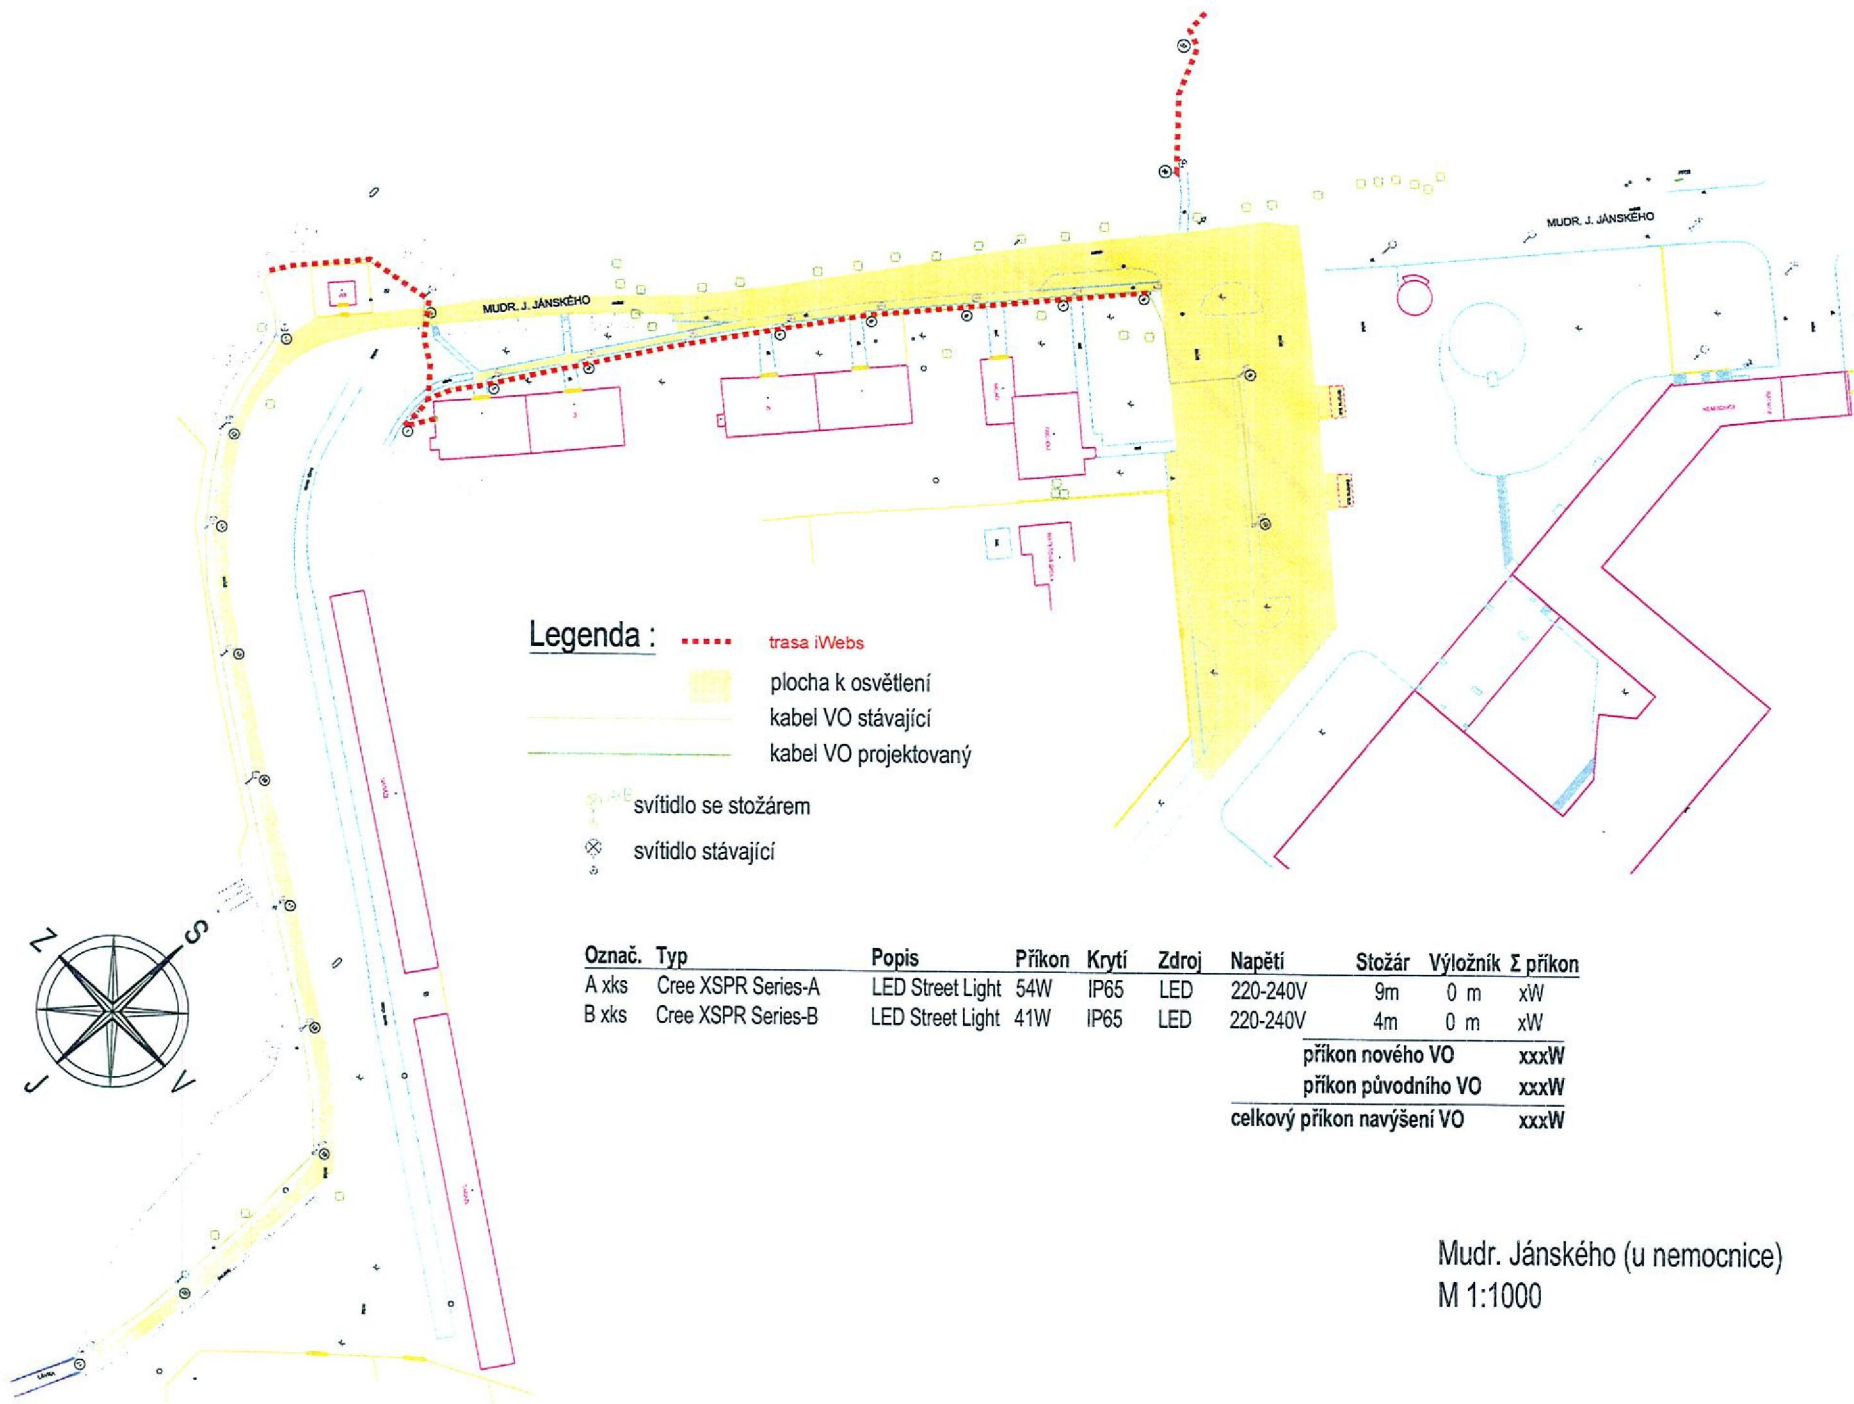 MUDR. J. JÁNSKÉHO
MUDR. J. JÁNSKÉHO
Legenda :
trasa iWebs
plocha k osvětlení
kabel VO stávající
kabel VO projektovaný
svítidlo se stožárem
svítidlo stávající
Z
S
J
V
Označ. Typ Popis Příkon Krytí Zdroj Napětí Stožár Výložník Σ příkon
A xks Cree XSPR Series-A LED Street Light 54W IP65 LED 220-240V 9m 0 m xW
B xks Cree XSPR Series-B LED Street Light 41W IP65 LED 220-240V 4m 0 m xW
příkon nového VO xxxW
příkon původního VO xxxW
celkový příkon navýšení VO xxxW
Mudr. Jánského (u nemocnice)
M 1:1000
LÁVKA